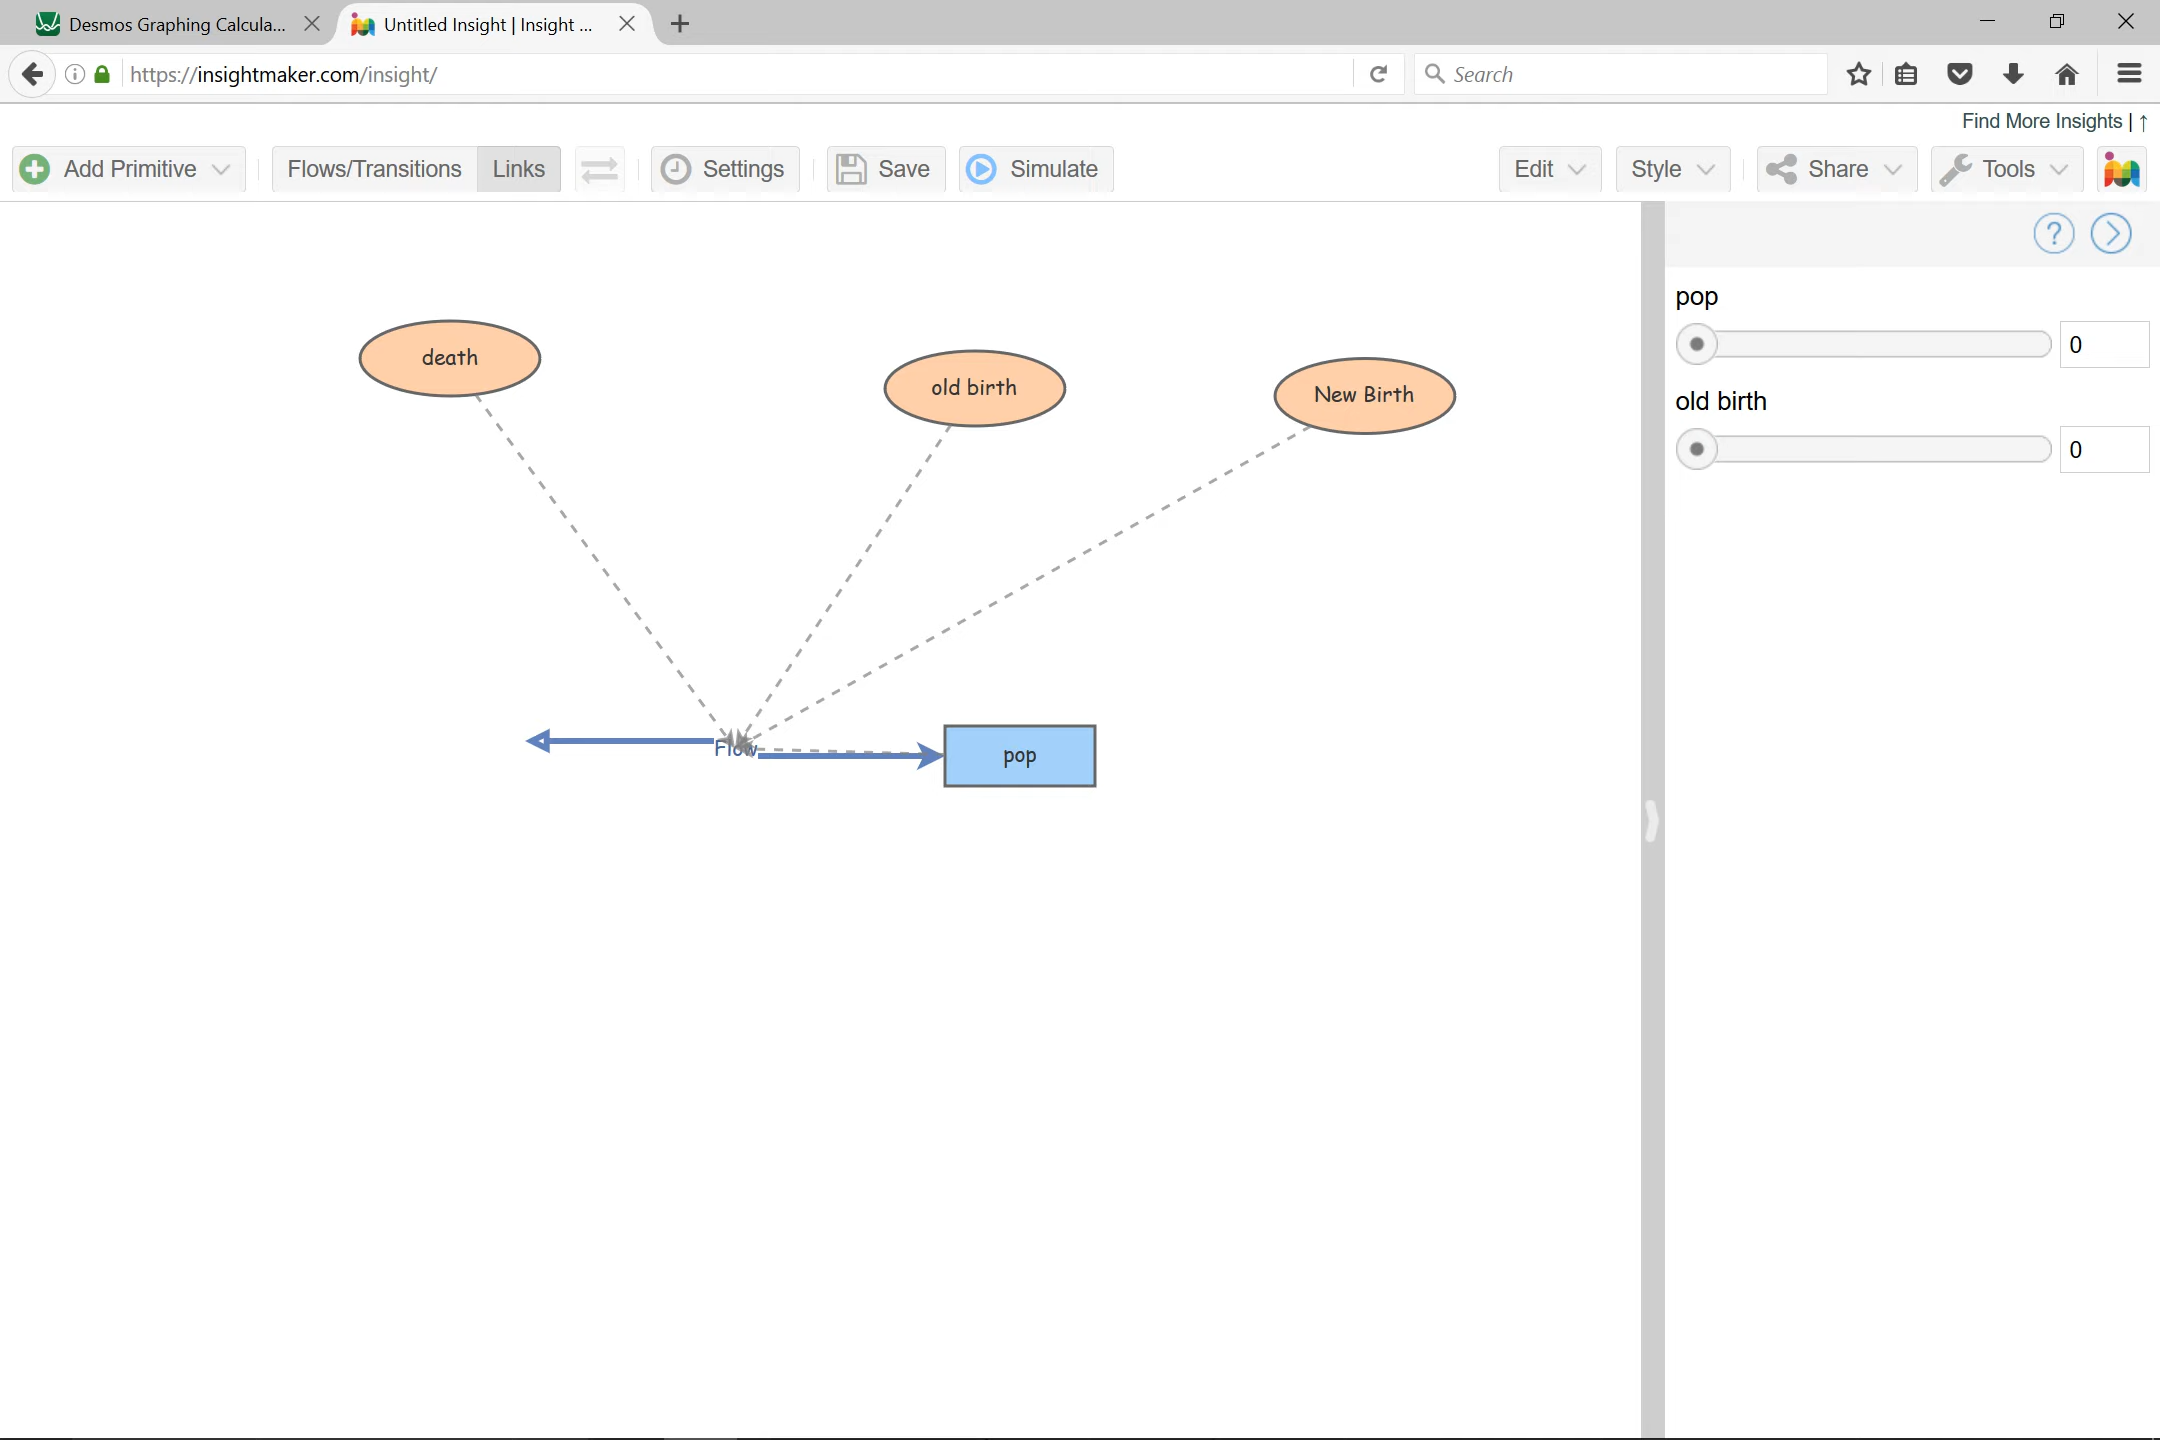 Desmos Graphing Calcula...
Untitled Insight | Insight ...
https://insightmaker.com/insight/
Search
Find More Insights | ↑
Add Primitive
Flows/Transitions
Links
Settings
Save
Simulate
Edit
Style
Share
Tools
?
pop
0
old birth
0
death
old birth
New Birth
Flow
pop